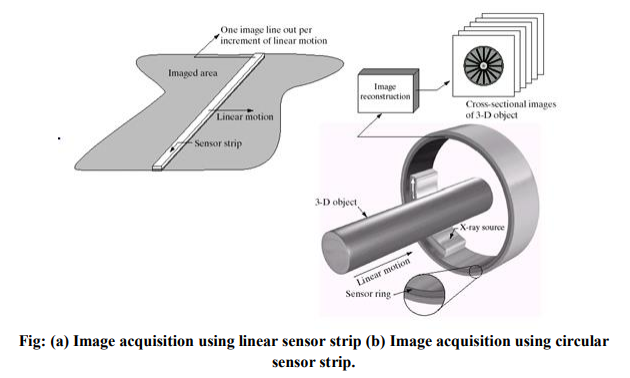 One image line out per
increment of linear motion
Imaged area
Linear motion
Sensor strip
Image
reconstruction
Cross-sectional images
of 3-D object
3-D object
X-ray source
Linear motion
Sensor ring
Fig: (a) Image acquisition using linear sensor strip (b) Image acquisition using circular
sensor strip.